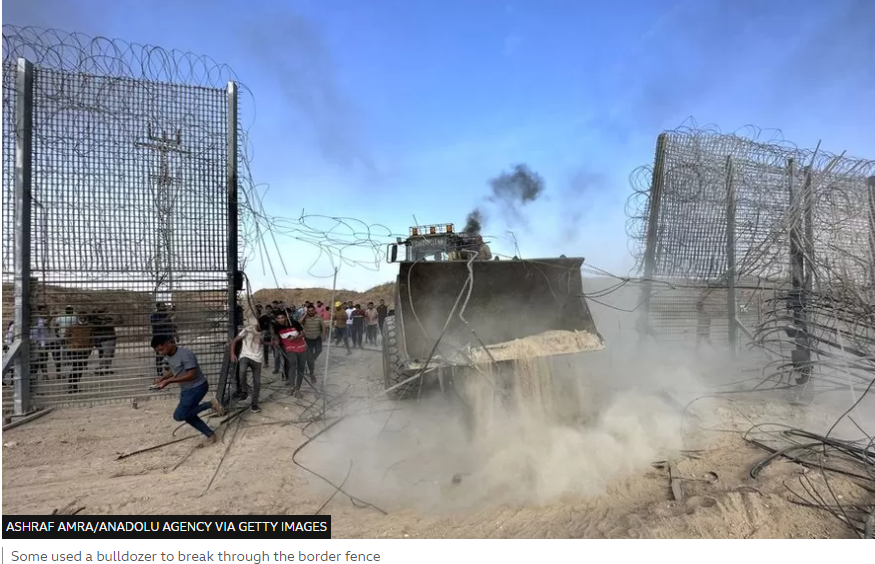 ASHRAF AMRA/ANADOLU AGENCY VIA GETTY IMAGES
Some used a bulldozer to break through the border fence